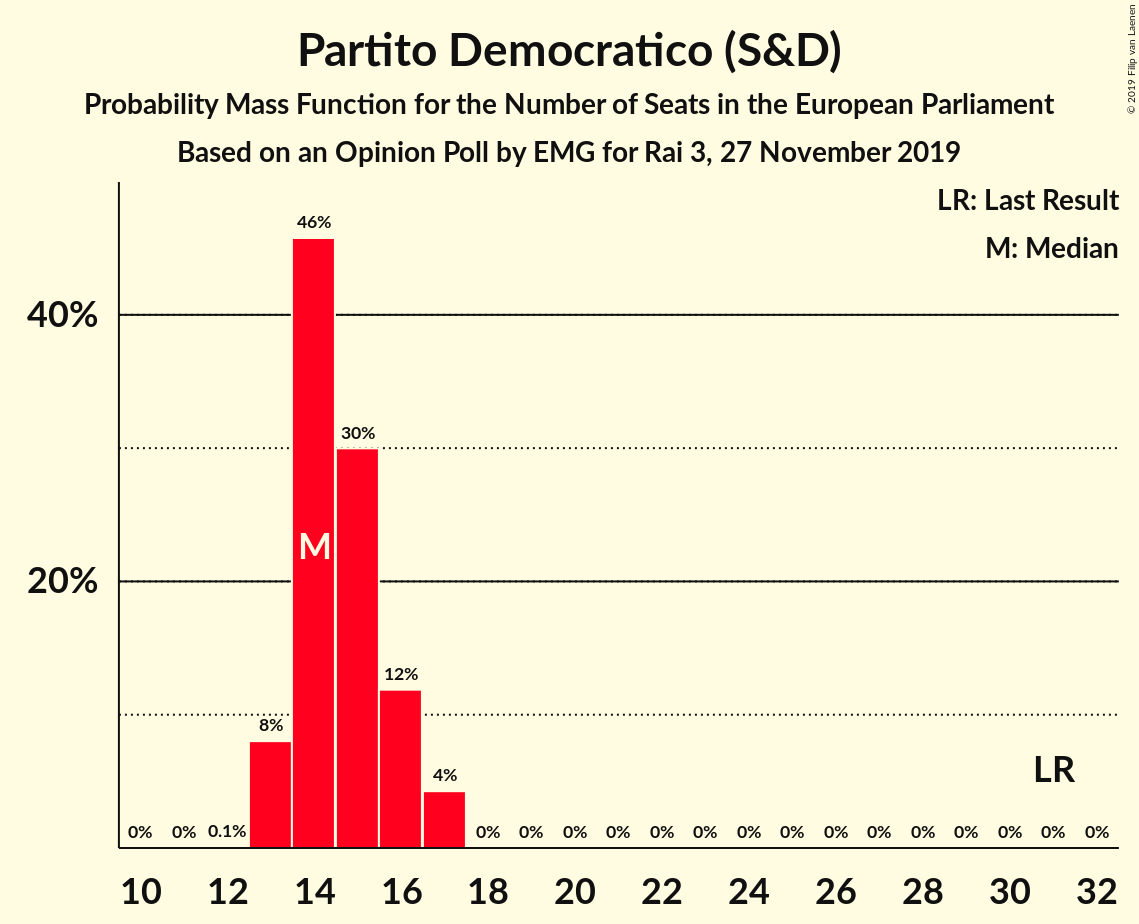 Partito Democratico (S&D)
Probability Mass Function for the Number of Seats in the European Parliament
Based on an Opinion Poll by EMG for Rai 3, 27 November 2019
© 2019 Filip van Laenen
LR: Last Result
M: Median
40%
20%
0% 0% 0.1% 8% 46% 30% 12% 4% 0% 0% 0% 0% 0% 0% 0% 0% 0% 0% 0% 0% 0% 0% 0%
M
LR
10 12 14 16 18 20 22 24 26 28 30 32